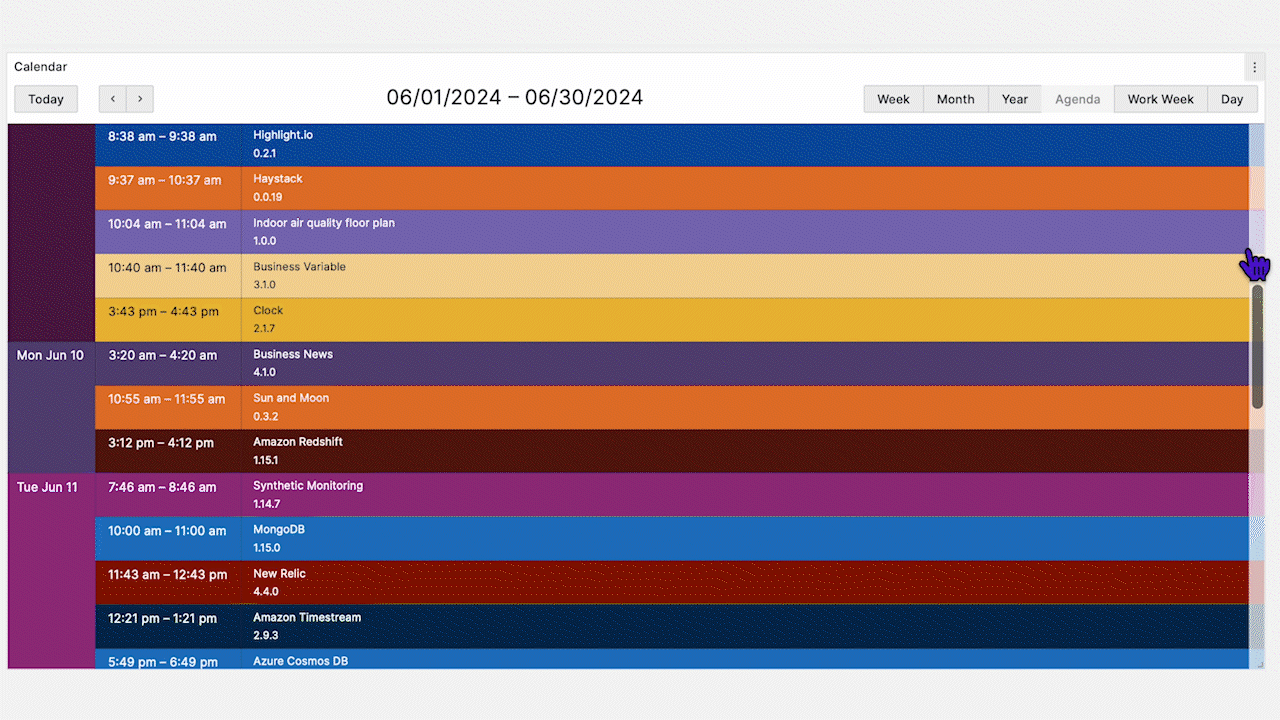 Calendar
Today
06/01/2024 – 06/30/2024
Week Month Year Agenda Work Week Day
8:38 am – 9:38 am Highlight.io
0.2.1
9:37 am – 10:37 am Haystack
0.0.19
10:04 am – 11:04 am Indoor air quality floor plan
1.0.0
10:40 am – 11:40 am Business Variable
3.1.0
3:43 pm – 4:43 pm Clock
2.1.7
Mon Jun 10 3:20 am – 4:20 am Business News
4.1.0
10:55 am – 11:55 am Sun and Moon
0.3.2
3:12 pm – 4:12 pm Amazon Redshift
1.15.1
Tue Jun 11 7:46 am – 8:46 am Synthetic Monitoring
1.14.7
10:00 am – 11:00 am MongoDB
1.15.0
11:43 am – 12:43 pm New Relic
4.4.0
12:21 pm – 1:21 pm Amazon Timestream
2.9.3
5:49 pm – 6:49 pm Azure Cosmos DB